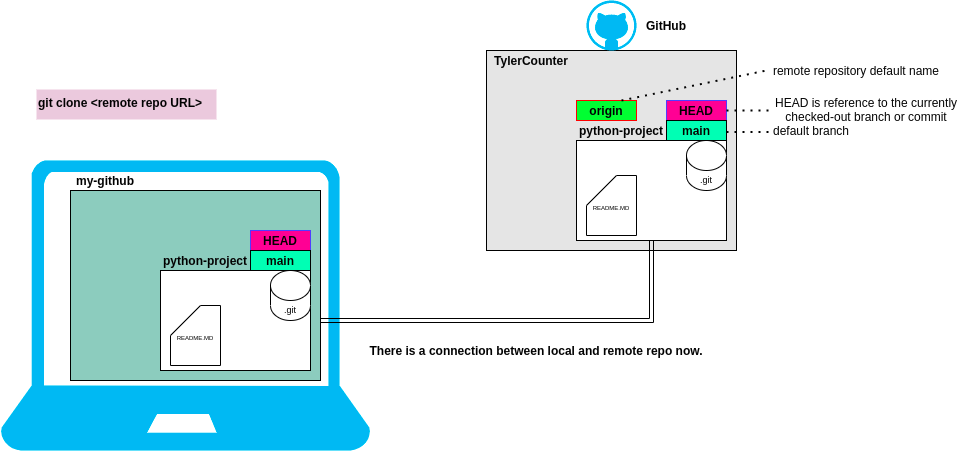 GitHub
TylerCounter
remote repository default name
git clone <remote repo URL>
origin
HEAD
HEAD is reference to the currently
checked-out branch or commit
python-project
main
default branch
.git
README.MD
my-github
HEAD
python-project
main
.git
README.MD
There is a connection between local and remote repo now.